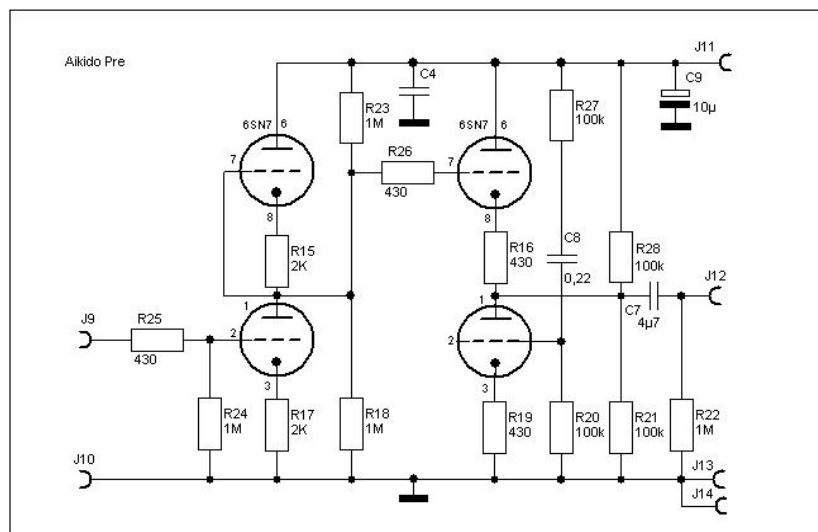 Aikido Pre
J11
C4
C9
10µ
R23
1M
R27
100k
6SN7
6
6SN7
6
R26
430
7
7
8
8
R15
2K
R16
430
C8
0,22
R28
100k
J12
C7
4µ7
J9
R25
430
1
2
3
1
2
3
R24
1M
R17
2K
R18
1M
R19
430
R20
100k
R21
100k
R22
1M
J10
J13
J14